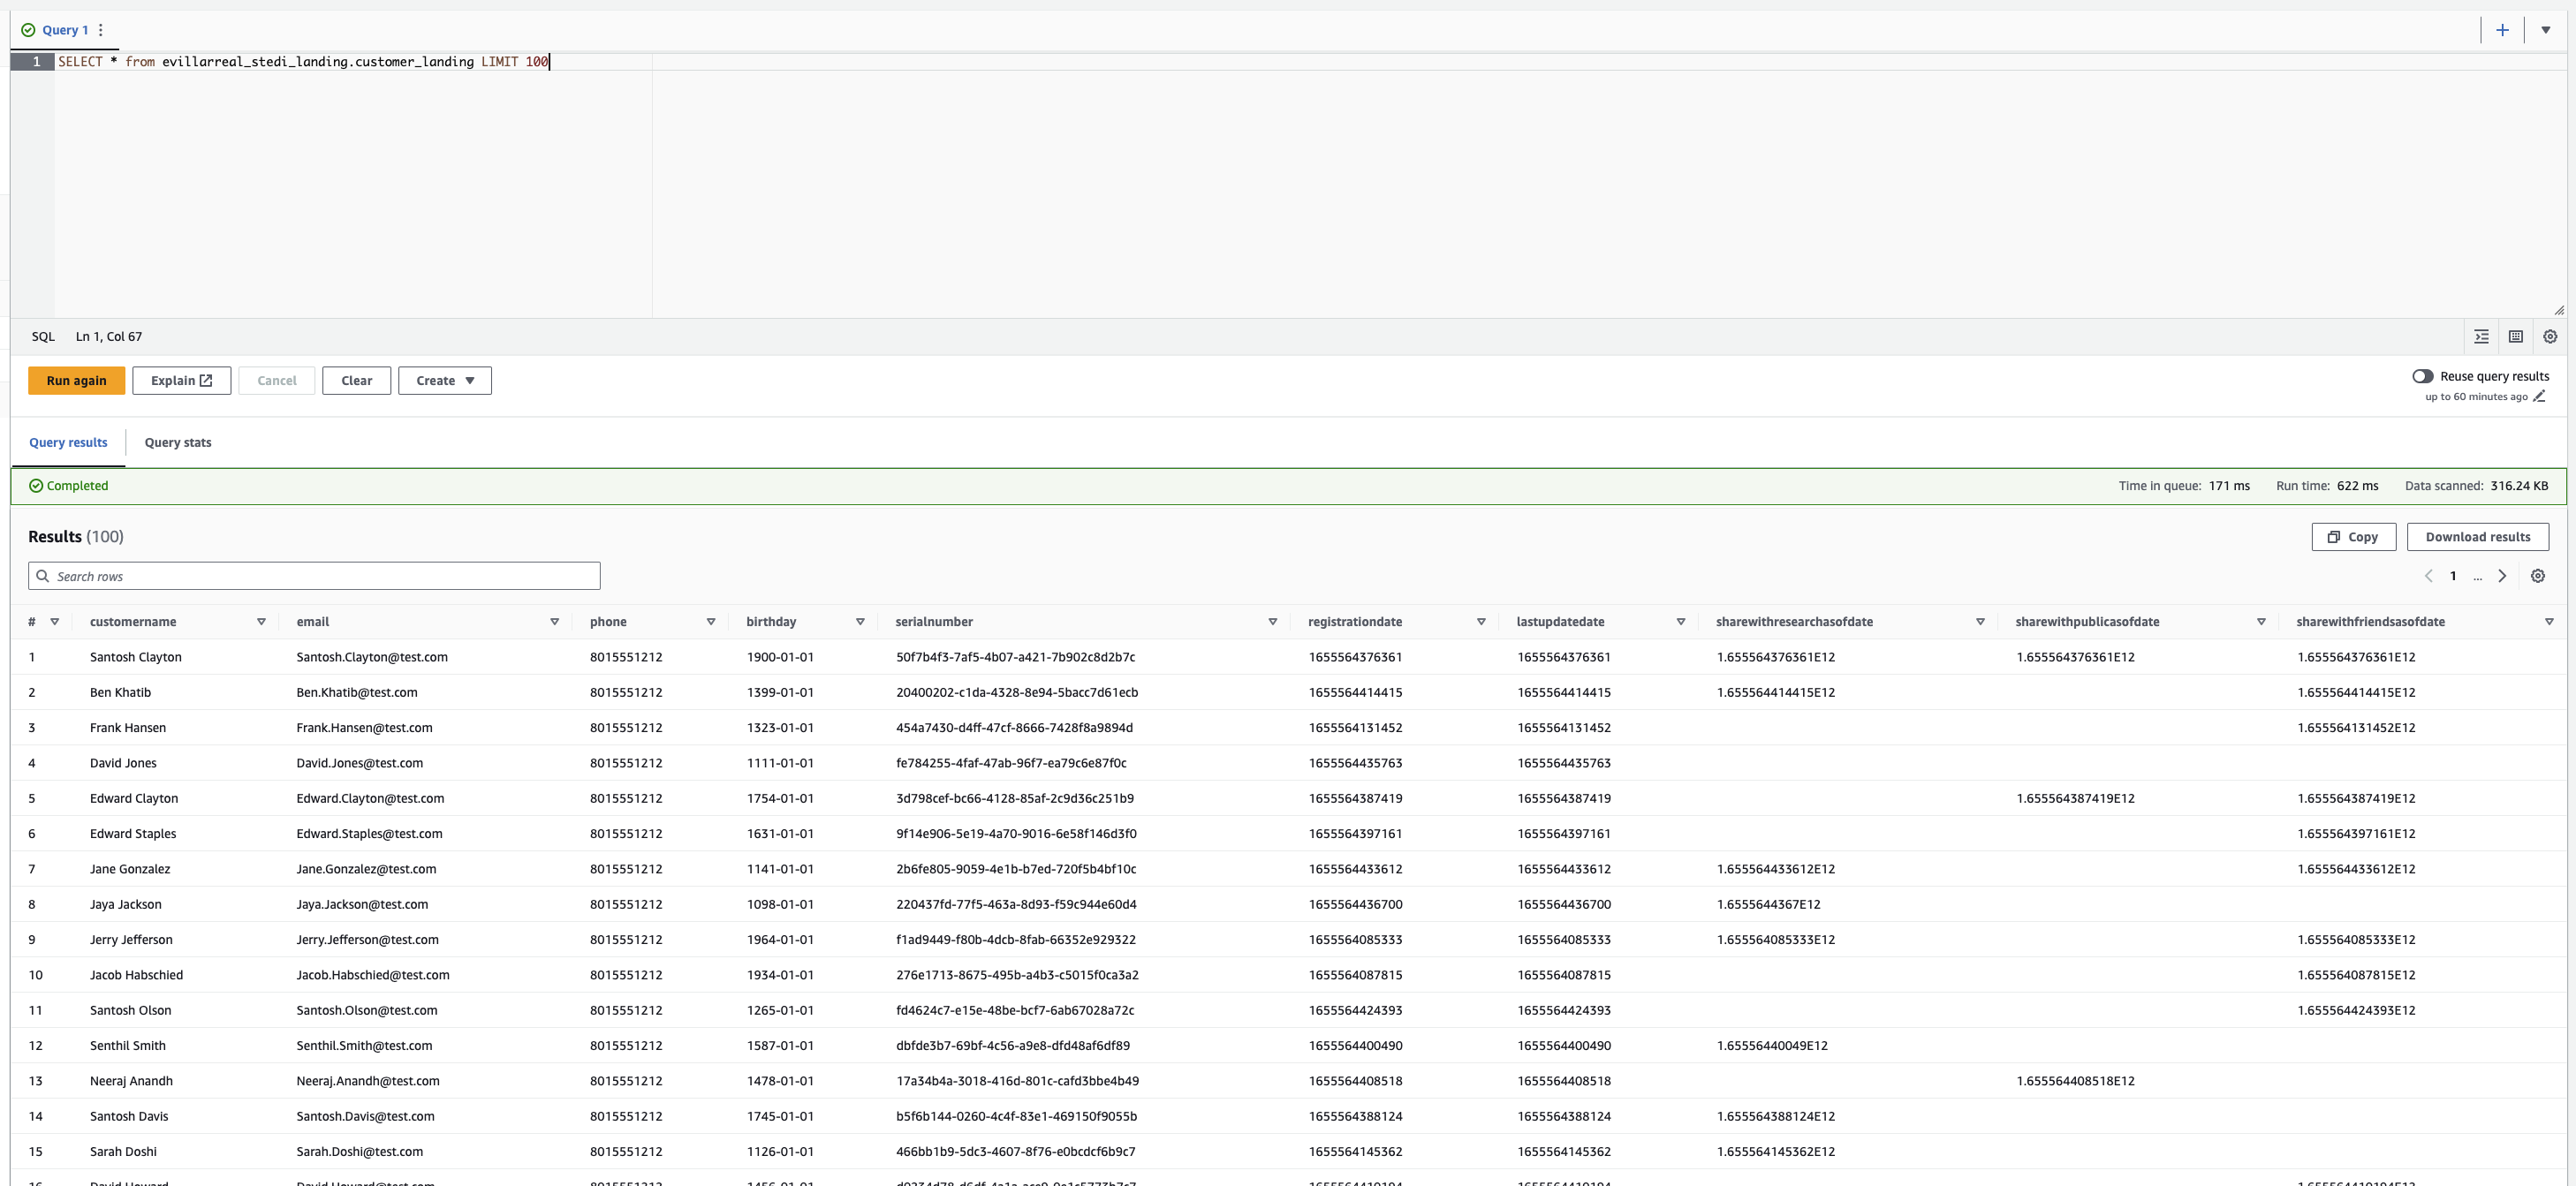 Query 1
1 SELECT * from evillarreal_stedi_landing.customer_landing LIMIT 100
SQL Ln 1, Col 67
Run again Explain Cancel Clear Create Reuse query results
up to 60 minutes ago
Query results Query stats
Completed Time in queue: 171 ms Run time: 622 ms Data scanned: 316.24 KB
Results (100) Copy Download results
Search rows 1 ...
# customername email phone birthday serialnumber registrationdate lastupdatedate sharewithresearchasofdate sharewithpublicasofdate sharewithfriendsasofdate
1 Santosh Clayton Santosh.Clayton@test.com 8015551212 1900-01-01 50f7b4f3-7af5-4b07-a421-7b902c8d2b7c 1655564376361 1655564376361 1.655564376361E12 1.655564376361E12 1.655564376361E12
2 Ben Khatib Ben.Khatib@test.com 8015551212 1399-01-01 20400202-c1da-4328-8e94-5bacc7d61ecb 1655564414415 1655564414415 1.655564414415E12 1.655564414415E12
3 Frank Hansen Frank.Hansen@test.com 8015551212 1323-01-01 454a7430-d4ff-47cf-8666-7428f8a9894d 1655564131452 1655564131452 1.655564131452E12
4 David Jones David.Jones@test.com 8015551212 1111-01-01 fe784255-4faf-47ab-96f7-ea79c6e87f0c 1655564435763 1655564435763
5 Edward Clayton Edward.Clayton@test.com 8015551212 1754-01-01 3d798cef-bc66-4128-85af-2c9d36c251b9 1655564387419 1655564387419 1.655564387419E12 1.655564387419E12
6 Edward Staples Edward.Staples@test.com 8015551212 1631-01-01 9f14e906-5e19-4a70-9016-6e58f146d3f0 1655564397161 1655564397161 1.655564397161E12
7 Jane Gonzalez Jane.Gonzalez@test.com 8015551212 1141-01-01 2b6fe805-9059-4e1b-b7ed-720f5b4bf10c 1655564433612 1655564433612 1.655564433612E12 1.655564433612E12
8 Jaya Jackson Jaya.Jackson@test.com 8015551212 1098-01-01 220437fd-77f5-463a-8d93-f59c944e60d4 1655564436700 1655564436700 1.6555644367E12
9 Jerry Jefferson Jerry.Jefferson@test.com 8015551212 1964-01-01 f1ad9449-f80b-4dcb-8fab-66352e929322 1655564085333 1655564085333 1.655564085333E12 1.655564085333E12
10 Jacob Habschied Jacob.Habschied@test.com 8015551212 1934-01-01 276e1713-8675-495b-a4b3-c5015f0ca3a2 1655564087815 1655564087815 1.655564087815E12
11 Santosh Olson Santosh.Olson@test.com 8015551212 1265-01-01 fd4624c7-e15e-48be-bcf7-6ab67028a72c 1655564424393 1655564424393 1.655564424393E12
12 Senthil Smith Senthil.Smith@test.com 8015551212 1587-01-01 dbfde3b7-69bf-4c56-a9e8-dfd48af6df89 1655564400490 1655564400490 1.65556440049E12
13 Neeraj Anandh Neeraj.Anandh@test.com 8015551212 1478-01-01 17a34b4a-3018-416d-801c-cafd3bbe4b49 1655564408518 1655564408518 1.655564408518E12
14 Santosh Davis Santosh.Davis@test.com 8015551212 1745-01-01 b5f6b144-0260-4c4f-83e1-469150f9055b 1655564388124 1655564388124 1.655564388124E12
15 Sarah Doshi Sarah.Doshi@test.com 8015551212 1126-01-01 466bb1b9-5dc3-4607-8f76-e0bcdcf6b9c7 1655564145362 1655564145362 1.655564145362E12